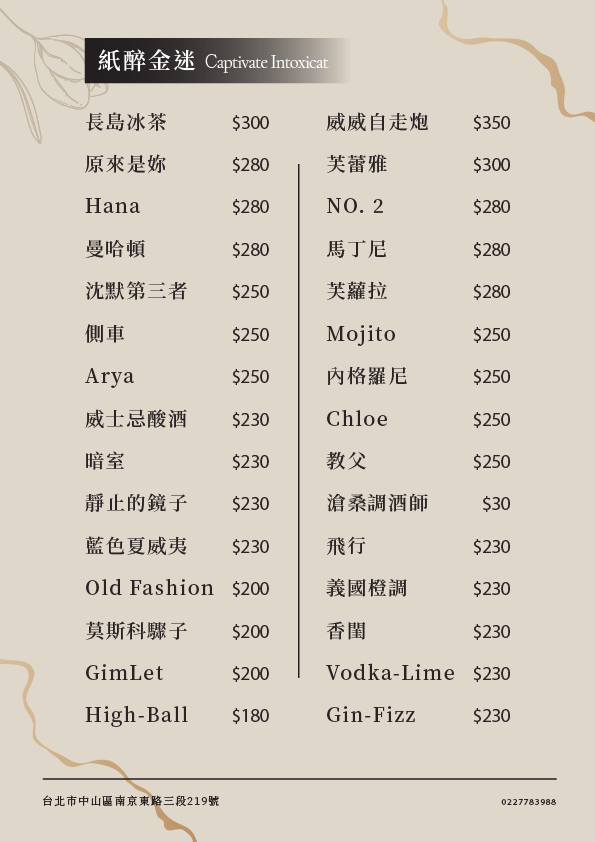 紙醉金迷 Captivate Intoxicat
長島冰茶 $300
原來是妳 $280
Hana $280
曼哈頓 $280
沈默第三者 $250
側車 $250
Arya $250
威士忌酸酒 $230
暗室 $230
靜止的鏡子 $230
藍色夏威夷 $230
Old Fashion $200
莫斯科驟子 $200
GimLet $200
High-Ball $180
威威自走炮 $350
芙蕾雅 $300
NO. 2 $280
馬丁尼 $280
芙蘿拉 $280
Mojito $250
內格羅尼 $250
Chloe $250
教父 $250
滄桑調酒師 $30
飛行 $230
義國橙調 $230
香閨 $230
Vodka-Lime $230
Gin-Fizz $230
台北市中山區南京東路三段219號
0227783988